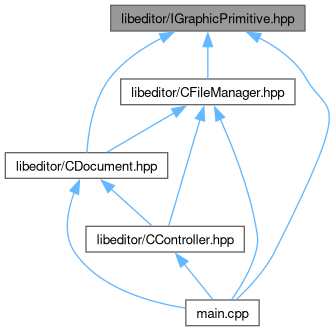 libeditor/IGraphicPrimitive.hpp
libeditor/CFileManager.hpp
libeditor/CDocument.hpp
libeditor/CController.hpp
main.cpp